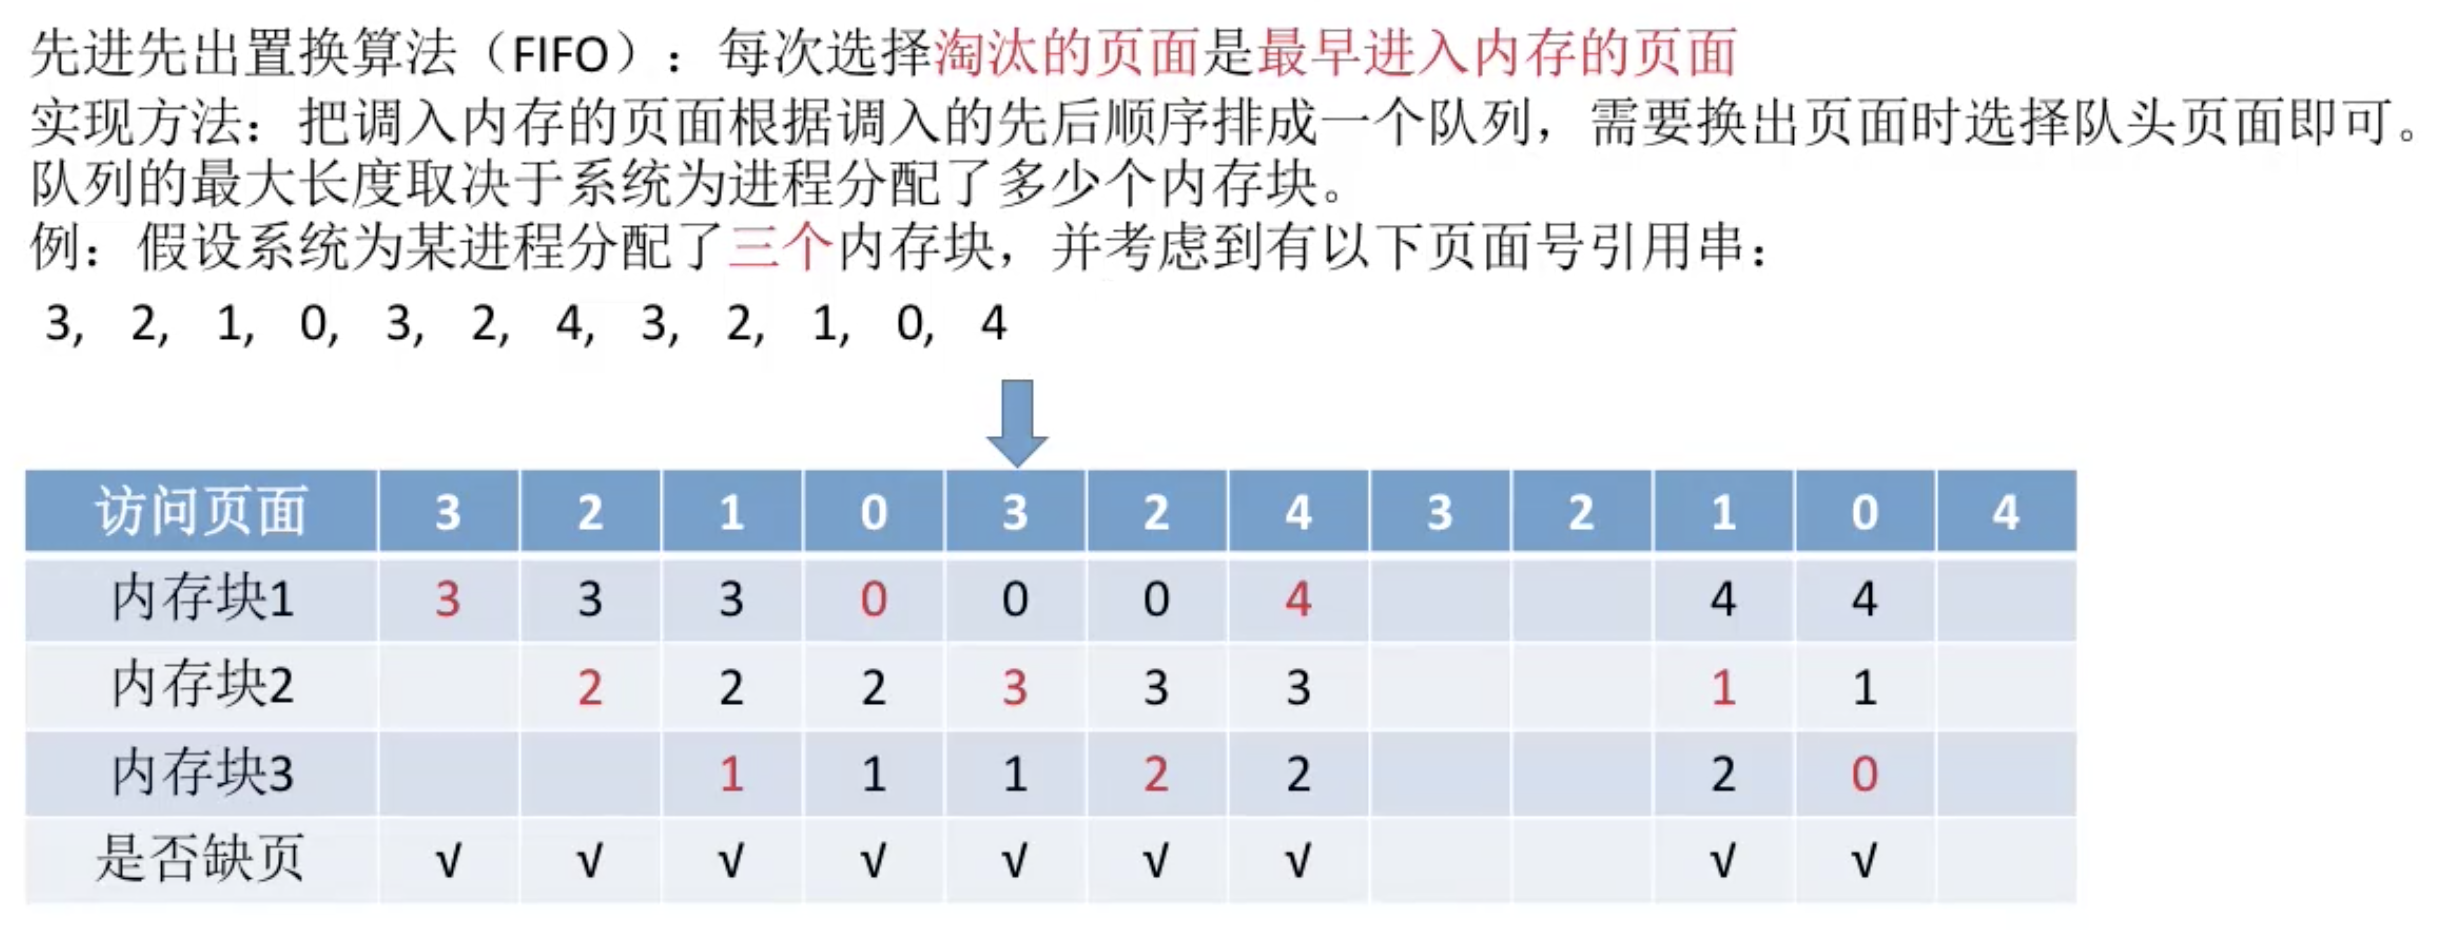 先进先出置换算法（FIFO）：每次选择淘汰的页面是最早进入内存的页面
实现方法：把调入内存的页面根据调入的先后顺序排成一个队列，需要换出页面时选择队头页面即可。
队列的最大长度取决于系统为进程分配了多少个内存块。
例：假设系统为某进程分配了三个内存块，并考虑到有以下页面号引用串：
3, 2, 1, 0, 3, 2, 4, 3, 2, 1, 0, 4
访问页面 3 2 1 0 3 2 4 3 2 1 0 4
内存块1 3 3 3 0 0 0 4 4 4
内存块2 2 2 2 3 3 3 1 1
内存块3 1 1 1 2 2 2 0
是否缺页 √ √ √ √ √ √ √ √ √